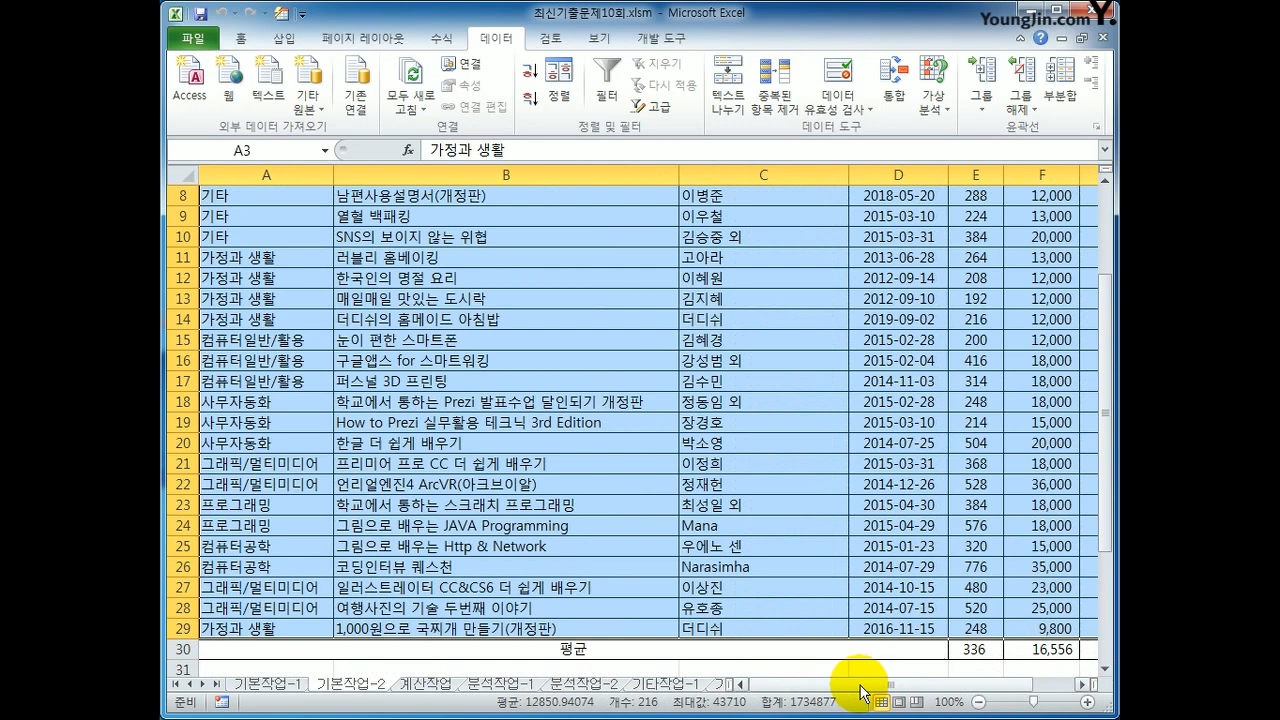 최신기출문제10회.xlsm - Microsoft Excel
YoungJin.com Y.
파일 홈 삽입 페이지 레이아웃 수식 데이터 검토 보기 개발 도구
Access 웹 텍스트 기타 원본 기존 연결 모두 새로 고침 연결 속성 연결 편집 정렬 필터 지우기 다시 적용 고급 텍스트 나누기 중복된 항목 제거 데이터 유효성 검사 통합 가상 분석 그룹 그룹 해제 부분합
외부 데이터 가져오기 연결 정렬 및 필터 데이터 도구 윤곽선
A3 fx 가정과 생활
A B C D E F
8 기타 남편사용설명서(개정판) 이병준 2018-05-20 288 12,000
9 기타 열혈 백패킹 이우철 2015-03-10 224 13,000
10 기타 SNS의 보이지 않는 위협 김승중 외 2015-03-31 384 20,000
11 가정과 생활 러블리 홈베이킹 고아라 2013-06-28 264 13,000
12 가정과 생활 한국인의 명절 요리 이혜원 2012-09-14 208 12,000
13 가정과 생활 매일매일 맛있는 도시락 김지혜 2012-09-10 192 12,000
14 가정과 생활 더디쉬의 홈메이드 아침밥 더디쉬 2019-09-02 216 12,000
15 컴퓨터일반/활용 눈이 편한 스마트폰 김혜경 2015-02-28 200 12,000
16 컴퓨터일반/활용 구글앱스 for 스마트워킹 강성범 외 2015-02-04 416 18,000
17 컴퓨터일반/활용 퍼스널 3D 프린팅 김수민 2014-11-03 314 18,000
18 사무자동화 학교에서 통하는 Prezi 발표수업 달인되기 개정판 정동임 외 2015-02-28 248 18,000
19 사무자동화 How to Prezi 실무활용 테크닉 3rd Edition 장경호 2015-03-10 214 15,000
20 사무자동화 한글 더 쉽게 배우기 박소영 2014-07-25 504 20,000
21 그래픽/멀티미디어 프리미어 프로 CC 더 쉽게 배우기 이정희 2015-03-31 368 18,000
22 그래픽/멀티미디어 언리얼엔진4 ArcVR(아크브이알) 정재헌 2014-12-26 528 36,000
23 프로그래밍 학교에서 통하는 스크래치 프로그래밍 최성일 외 2015-04-30 384 18,000
24 프로그래밍 그림으로 배우는 JAVA Programming Mana 2015-04-29 576 18,000
25 컴퓨터공학 그림으로 배우는 Http & Network 우에노 센 2015-01-23 320 15,000
26 컴퓨터공학 코딩인터뷰 퀘스천 Narasimha 2014-07-29 776 35,000
27 그래픽/멀티미디어 일러스트레이터 CC&CS6 더 쉽게 배우기 이상진 2014-10-15 480 23,000
28 그래픽/멀티미디어 여행사진의 기술 두번째 이야기 유호종 2014-07-15 520 25,000
29 가정과 생활 1,000원으로 국찌개 만들기(개정판) 더디쉬 2016-11-15 248 9,800
30 평균 336 16,556
31
기본작업-1 기본작업-2 계산작업 분석작업-1 분석작업-2 기타작업-1
준비 평균: 12850.94074 개수: 216 최대값: 43710 합계: 1734877 100%